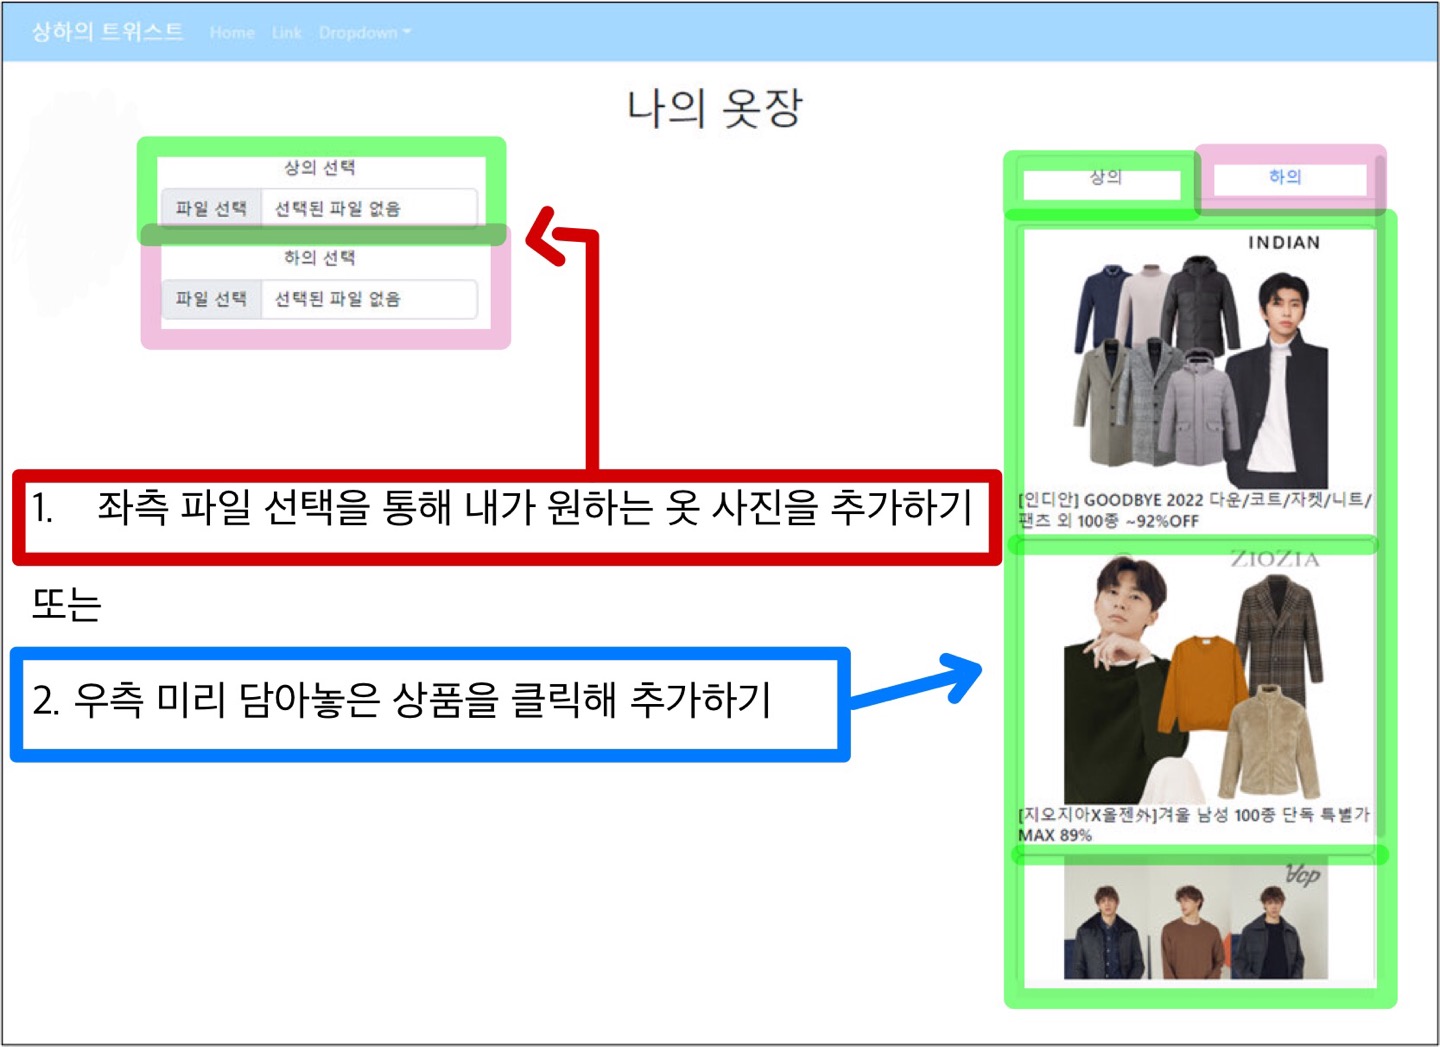 상하의 트위스트 Home Link Dropdown
나의 옷장
상의 선택
파일 선택 선택된 파일 없음
하의 선택
파일 선택 선택된 파일 없음
1. 좌측 파일 선택을 통해 내가 원하는 옷 사진을 추가하기
또는
2. 우측 미리 담아놓은 상품을 클릭해 추가하기
상의 하의
INDIAN
[인디안] GOODBYE 2022 다운/코트/자켓/니트/
팬츠 외 100종 ~92%OFF
ZIOZIA
[지오지아X올젠外]겨울 남성 100종 단독 특별가
MAX 89%